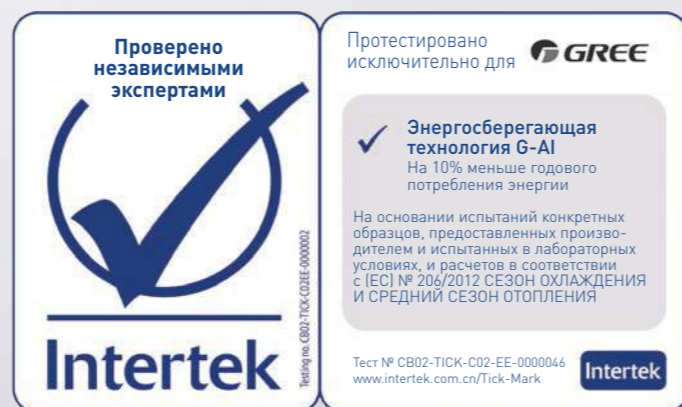 Проверено
независимыми
экспертами
Testing no. CB02-TICK-C02EE-0000002
Intertek
Протестировано
исключительно для
GREE
Энергосберегающая
технология G-AI
На 10% меньше годового
потребления энергии
На основании испытаний конкретных
образцов, предоставленных произво-
дителем и испытанных в лабораторных
условиях, и расчетов в соответствии
с (ЕС) № 206/2012 СЕЗОН ОХЛАЖДЕНИЯ
И СРЕДНИЙ СЕЗОН ОТОПЛЕНИЯ
Тест № CB02-TICK-C02-EE-0000046
www.intertek.com.cn/Tick-Mark
Intertek